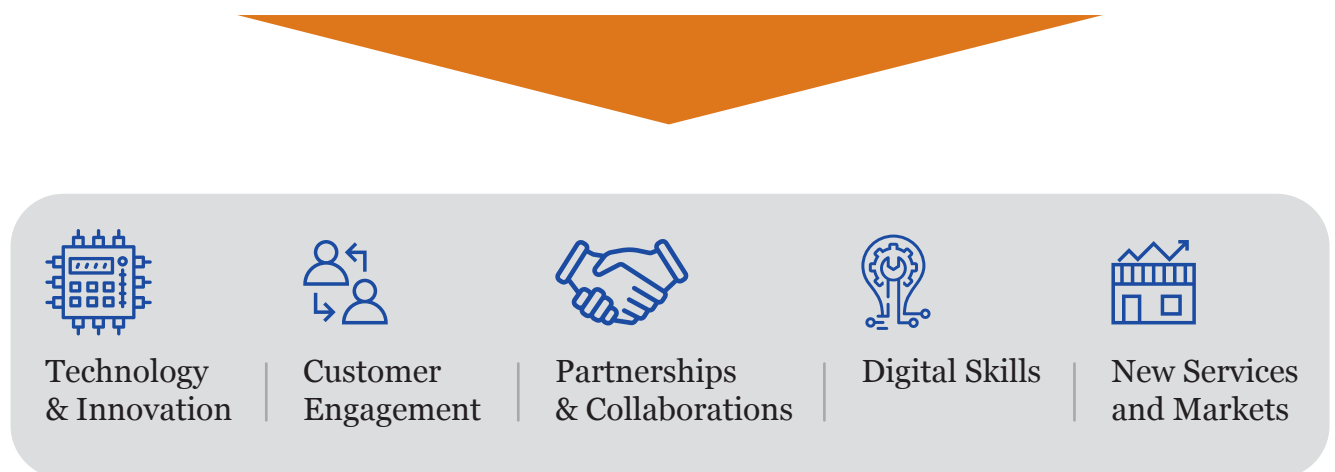 Technology
& Innovation
Customer
Engagement
Partnerships
& Collaborations
Digital Skills
New Services
and Markets